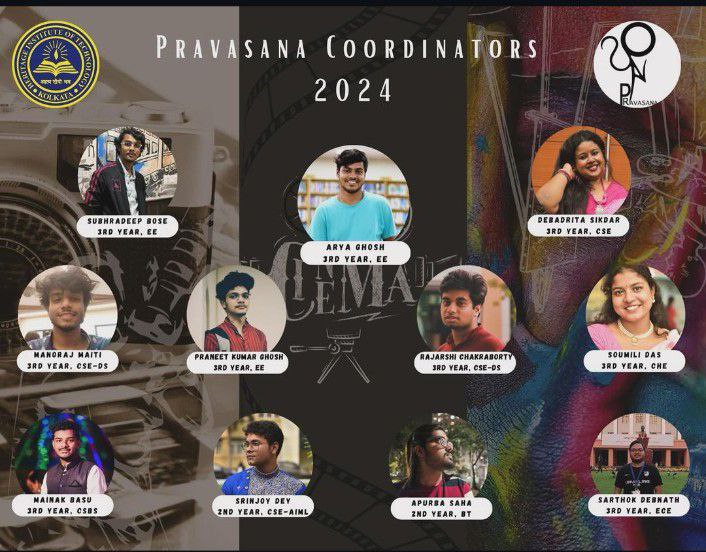 HERITAGE INSTITUTE OF TECHNOLOGY
• KOLKATA •
PRAVASANA COORDINATORS
2024
PRAVASANA
SUBHRADEEP BOSE
3RD YEAR, EE
ARYA GHOSH
3RD YEAR, EE
DEBADRITA SIKDAR
3RD YEAR, CSE
CINEMA
MANORAJ MAITI
3RD YEAR, CSE-DS
PRANEET KUMAR GHOSH
3RD YEAR, EE
RAJARSHI CHAKRABORTY
3RD YEAR, CSE-DS
SOUMILI DAS
3RD YEAR, CHE
MAINAK BASU
3RD YEAR, CSBS
SRINJOY DEY
2ND YEAR, CSE-AIML
APURBA SAHA
2ND YEAR, BT
SARTHOK DEBNATH
3RD YEAR, ECE